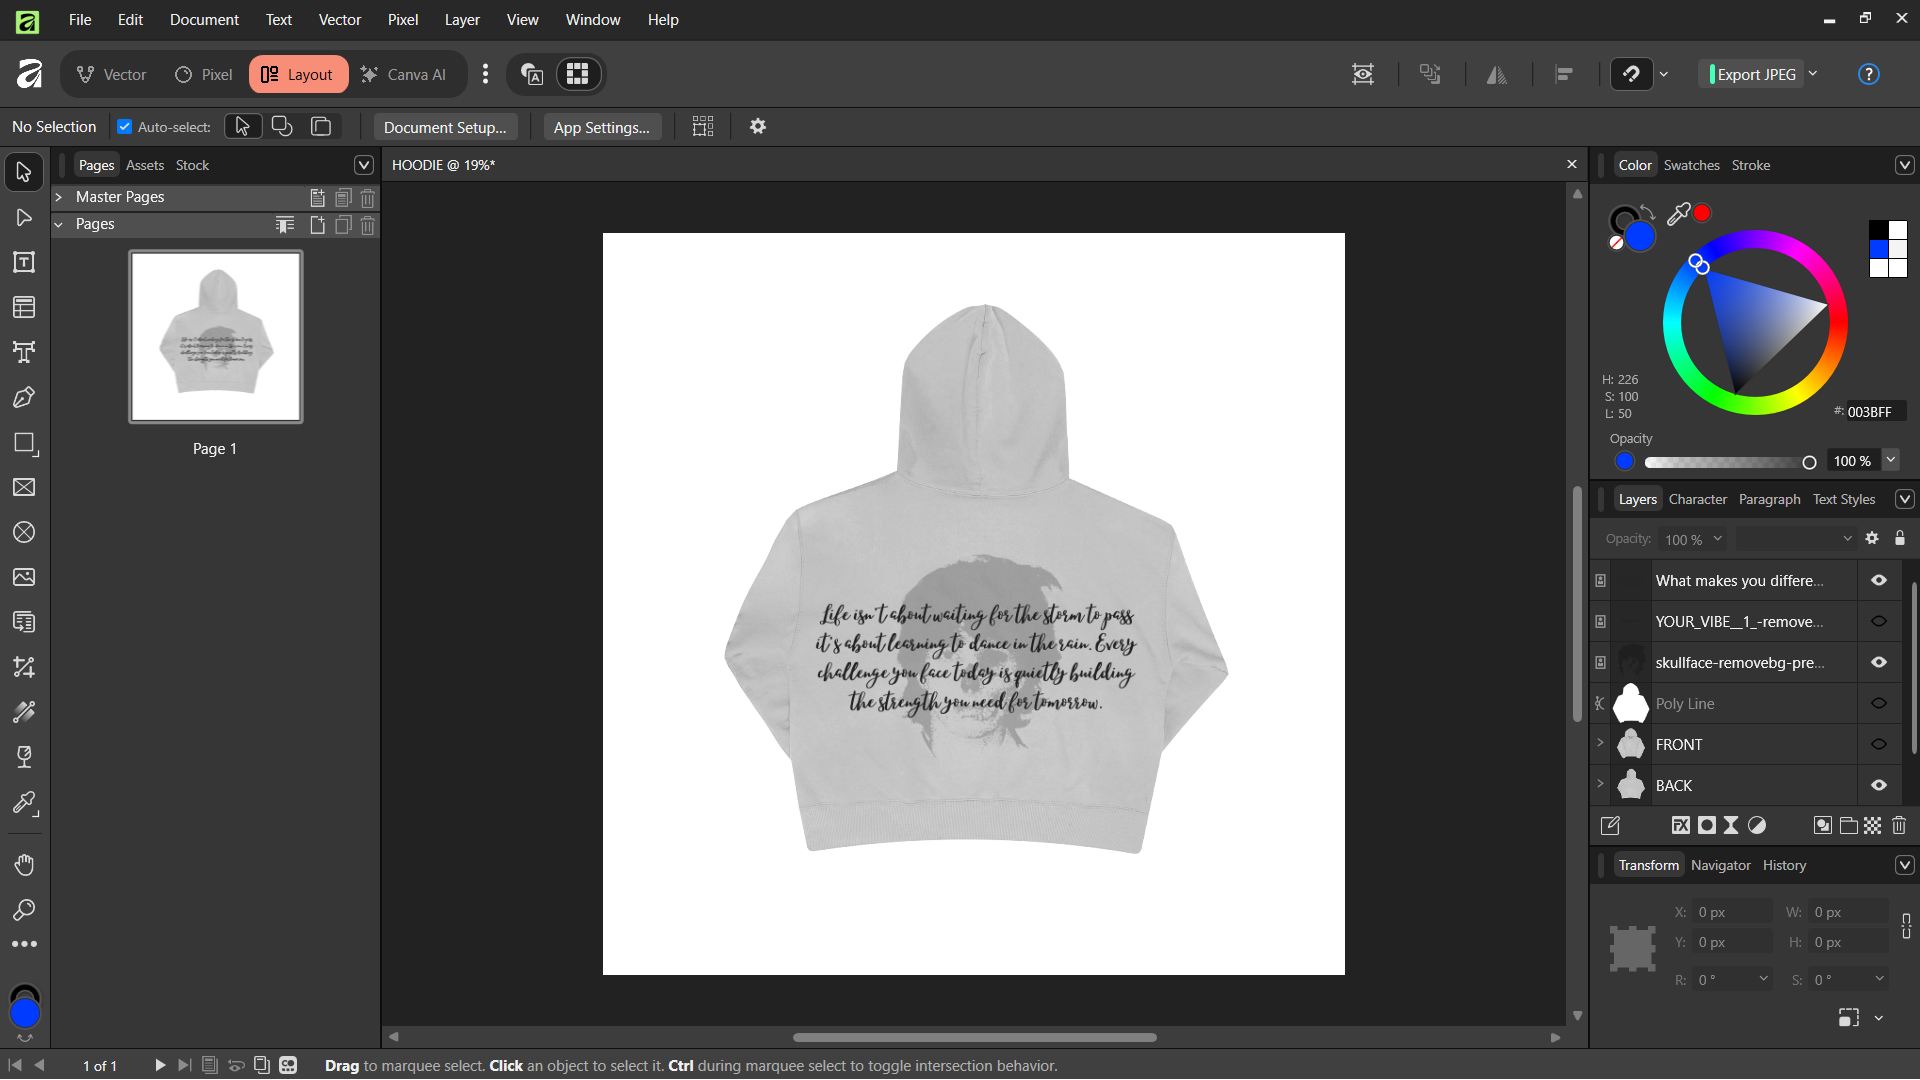 File Edit Document Text Vector Pixel Layer View Window Help
Vector Pixel Layout Canva AI
Export JPEG
?
No Selection Auto-select: Document Setup... App Settings...
Pages Assets Stock
Master Pages
Pages
Page 1
HOODIE @ 19%*
Life isn't about waiting for the storm to pass
it's about learning to dance in the rain. Every
challenge you face today is quietly building
the strength you need for tomorrow.
Color Swatches Stroke
H: 226
S: 100
L: 50
#: 003BFF
Opacity
100 %
Layers Character Paragraph Text Styles
Opacity: 100 %
What makes you differe...
YOUR_VIBE__1_-remove...
skullface-removebg-pre...
Poly Line
FRONT
BACK
Transform Navigator History
X: 0 px W: 0 px
Y: 0 px H: 0 px
R: 0 ° S: 0 °
1 of 1
Drag to marquee select. Click an object to select it. Ctrl during marquee select to toggle intersection behavior.